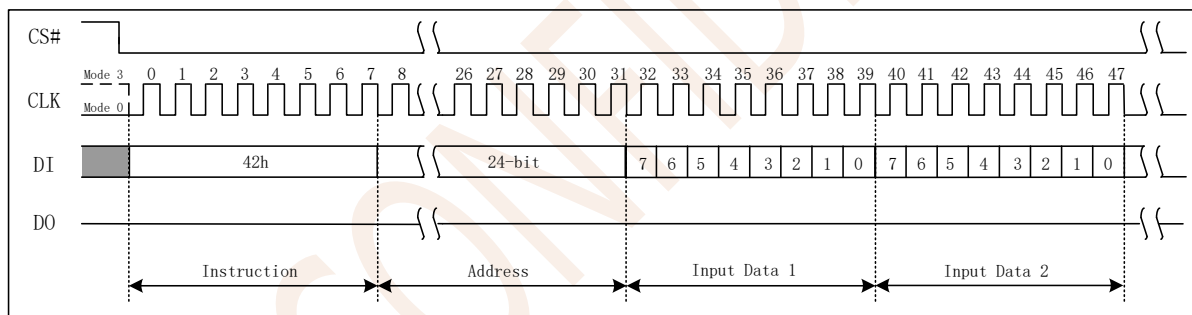 CS#
Mode 3 0 1 2 3 4 5 6 7 8 26 27 28 29 30 31 32 33 34 35 36 37 38 39 40 41 42 43 44 45 46 47
CLK
Mode 0
DI 42h 24-bit 7 6 5 4 3 2 1 0 7 6 5 4 3 2 1 0
DO
Instruction Address Input Data 1 Input Data 2